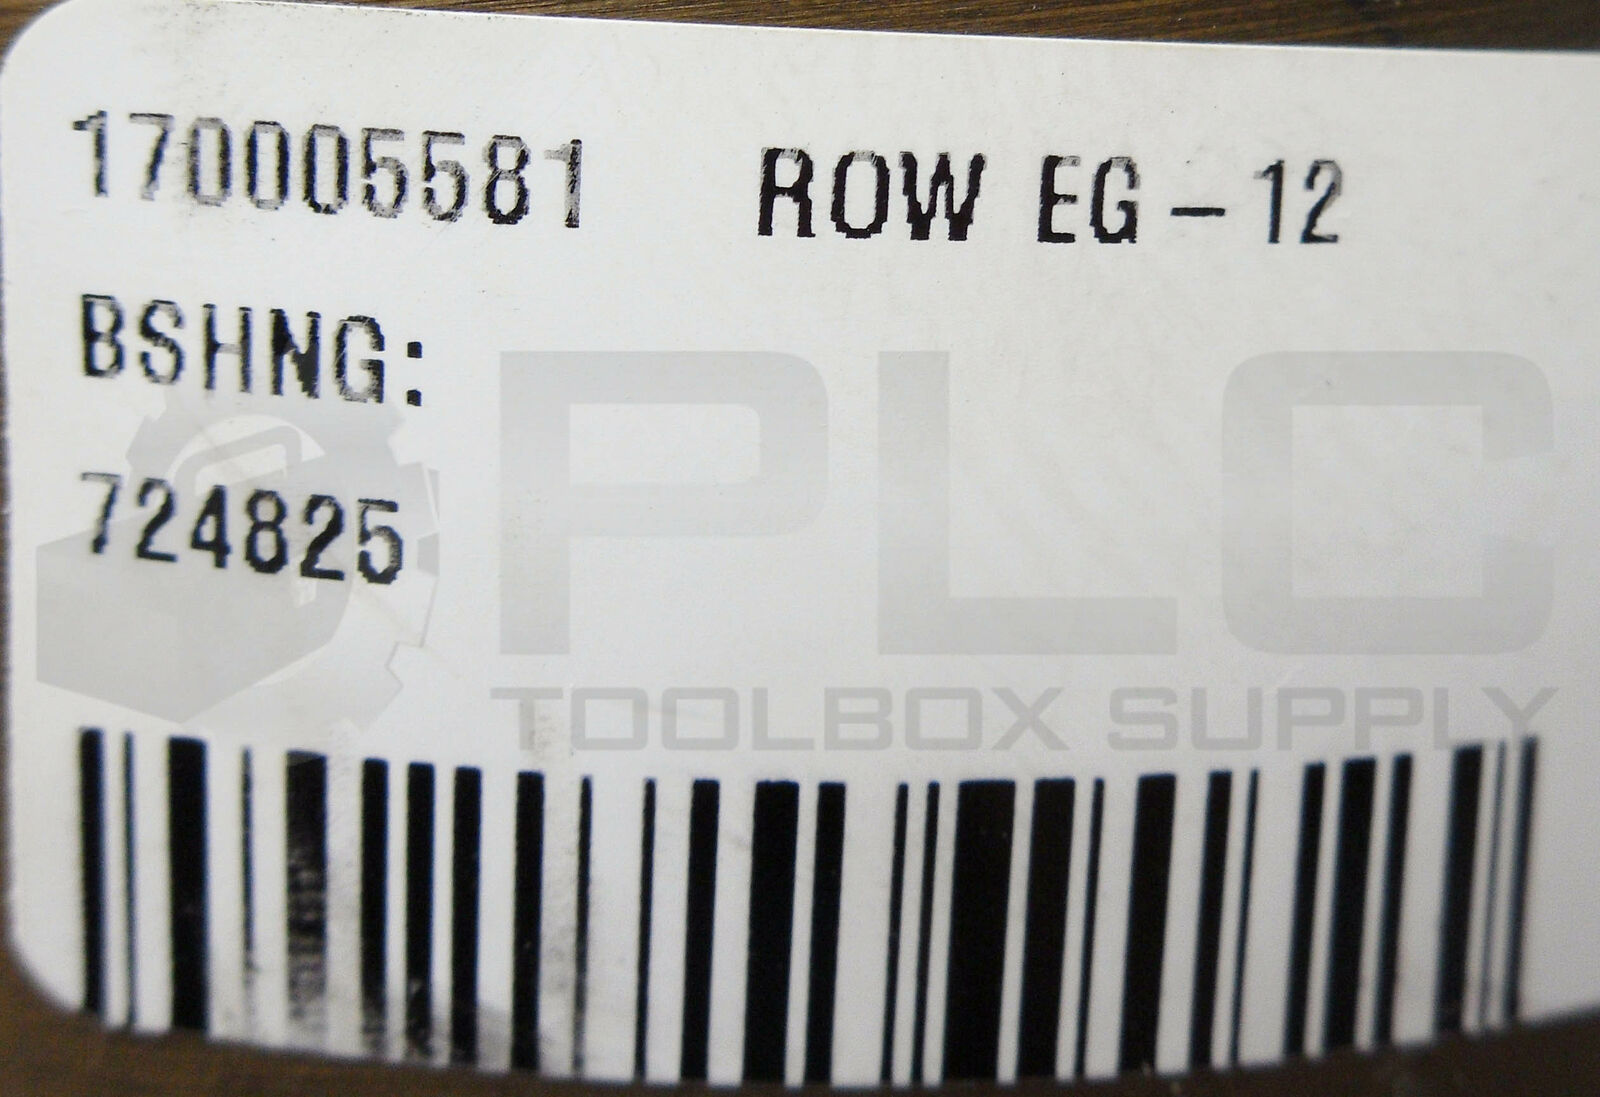 170005581 ROW EG-12
BSHNG:
724825
PLC
TOOLBOX SUPPLY